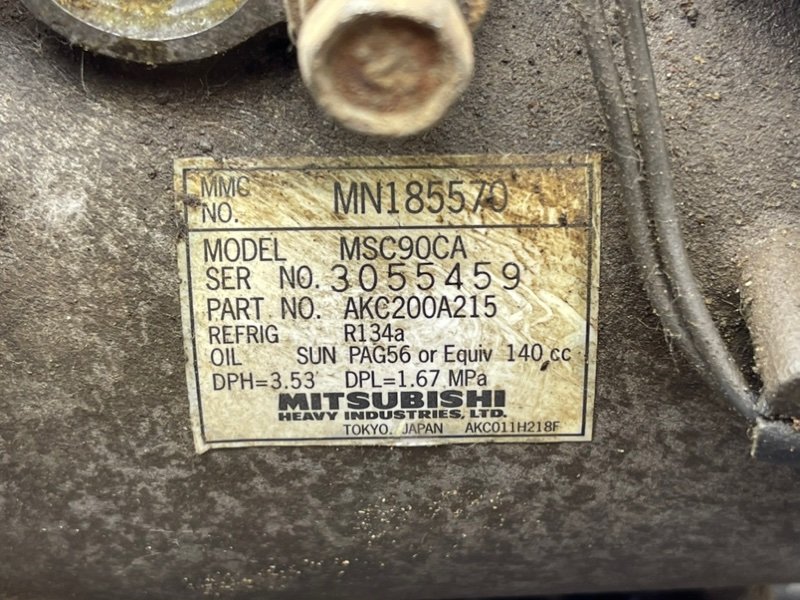 MMC NO. MN185570
MODEL MSC90CA
SER NO. 3055459
PART NO. AKC200A215
REFRIG R134a
OIL SUN PAG56 or Equiv 140 cc
DPH=3.53 DPL=1.67 MPa
MITSUBISHI
HEAVY INDUSTRIES, LTD.
TOKYO. JAPAN AKC011H218F